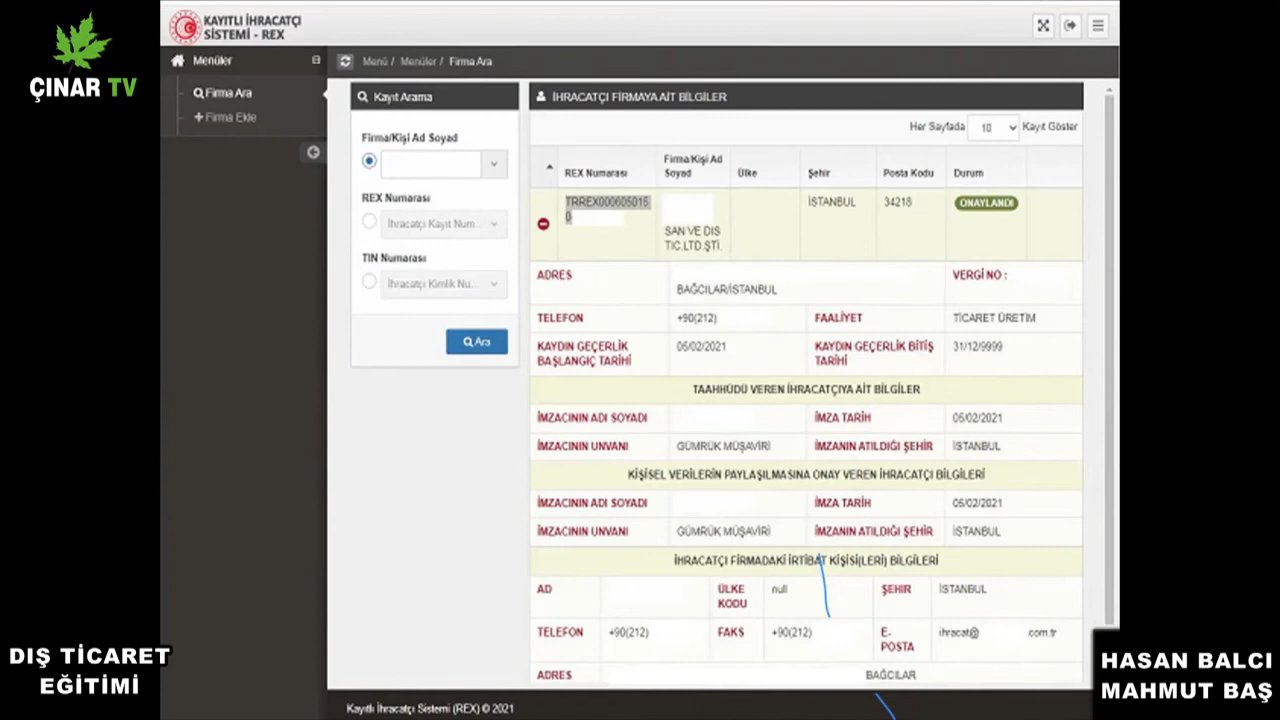 ÇINAR TV
KAYITLI İHRACATÇI
SİSTEMİ - REX
Menüler
Firma Ara
Firma Ekle
Menü / Menüler / Firma Ara
Kayıt Arama
Firma/Kişi Ad Soyad
REX Numarası
İhracatçı Kayıt Num...
TIN Numarası
İhracatçı Kimlik Nu...
Ara
İHRACATÇI FİRMAYA AİT BİLGİLER
Her Sayfada 10 Kayıt Göster
REX Numarası Firma/Kişi Ad Soyad Ülke Şehir Posta Kodu Durum
TRREX000605015 İSTANBUL 34218 ONAYLANDI
0
SAN VE DIS
TIC.LTD.ŞTİ.
ADRES BAĞCILAR/İSTANBUL VERGİ NO :
TELEFON +90(212) FAALİYET TİCARET ÜRETİM
KAYDIN GEÇERLİK BAŞLANGIÇ TARİHİ 05/02/2021 KAYDIN GEÇERLİK BİTİŞ TARİHİ 31/12/9999
TAAHHÜDÜ VEREN İHRACATÇIYA AİT BİLGİLER
İMZACININ ADI SOYADI İMZA TARİH 05/02/2021
İMZACININ UNVANI GÜMRÜK MÜŞAVİRİ İMZANIN ATILDIĞI ŞEHİR İSTANBUL
KİŞİSEL VERİLERİN PAYLAŞILMASINA ONAY VEREN İHRACATÇI BİLGİLERİ
İMZACININ ADI SOYADI İMZA TARİH 05/02/2021
İMZACININ UNVANI GÜMRÜK MÜŞAVİRİ İMZANIN ATILDIĞI ŞEHİR İSTANBUL
İHRACATÇI FİRMADAKİ İRTİBAT KİŞİSİ(LERİ) BİLGİLERİ
AD ÜLKE KODU null ŞEHIR İSTANBUL
TELEFON +90(212) FAKS +90(212) E-POSTA ihracat@ .com.tr
ADRES BAĞCILAR
Kayıtlı İhracatçı Sistemi (REX) © 2021
DIŞ TİCARET
EĞİTİMİ
HASAN BALCI
MAHMUT BAŞ